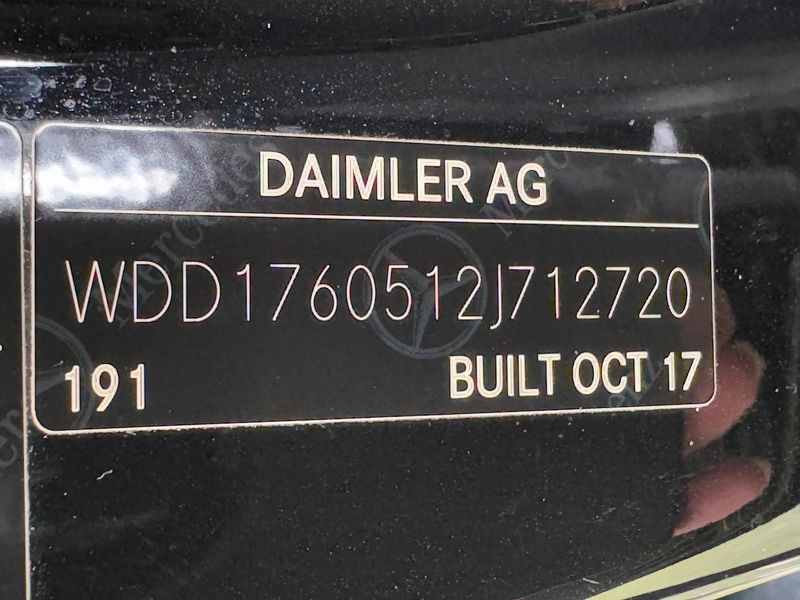 DAIMLER AG
WDD1760512J712720
191 BUILT OCT 17